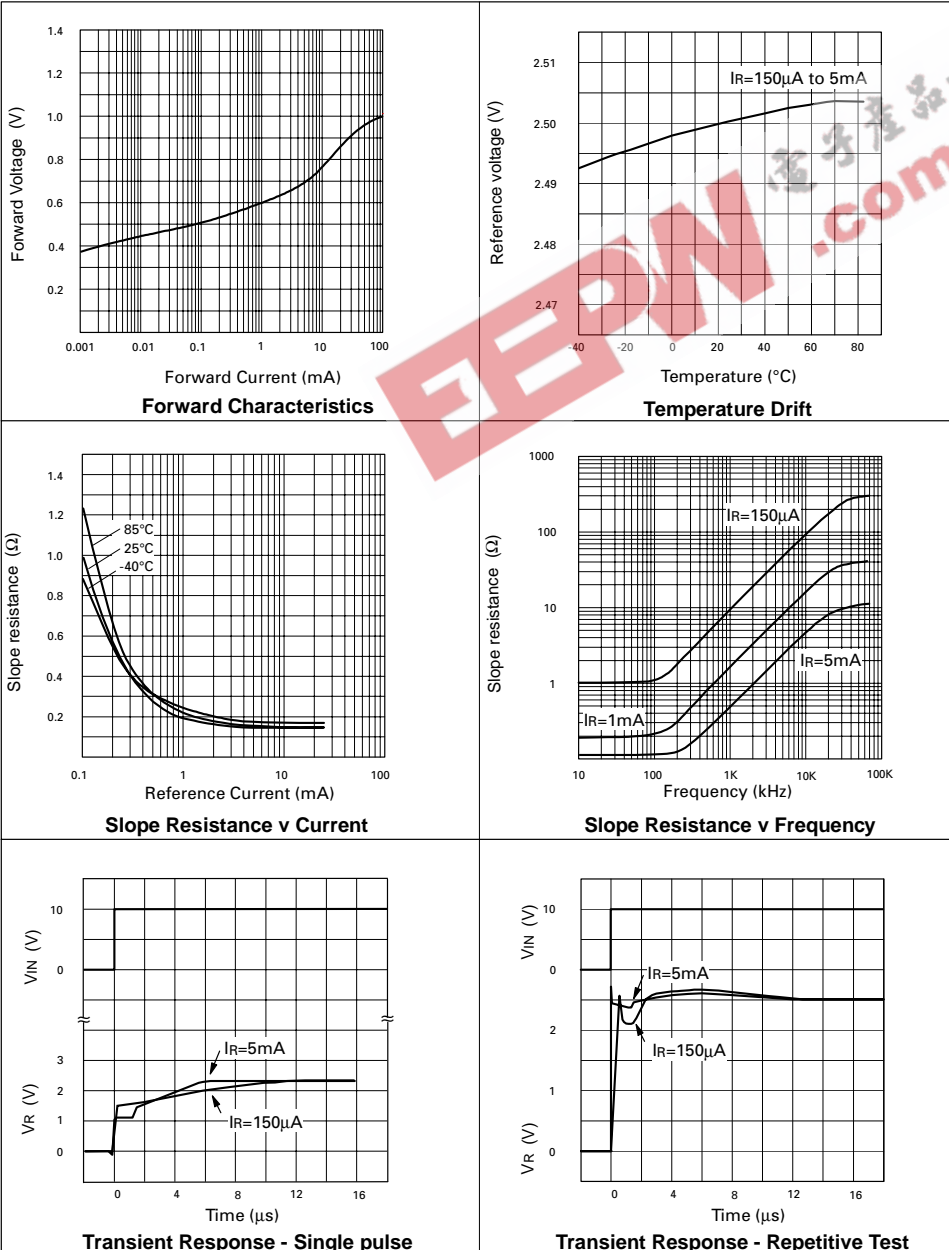 1.4
1.2
1.0
0.8
0.6
0.4
0.2
Forward Voltage (V)
0.001 0.01 0.1 1 10 100
Forward Current (mA)
Forward Characteristics
2.51
2.50
2.49
2.48
2.47
Reference voltage (V)
IR=150µA to 5mA
-40 -20 0 20 40 60 80
Temperature (°C)
Temperature Drift
EEPW
.com
電子產品
1.4
1.2
1.0
0.8
0.6
0.4
0.2
Slope resistance (Ω)
85°C
25°C
-40°C
0.1 1 10 100
Reference Current (mA)
Slope Resistance v Current
1000
100
10
1
Slope resistance (Ω)
IR=150µA
IR=5mA
IR=1mA
10 100 1K 10K 100K
Frequency (kHz)
Slope Resistance v Frequency
10
0
VIN (V)
3
2
1
0
VR (V)
IR=5mA
IR=150µA
0 4 8 12 16
Time (µs)
Transient Response - Single pulse
10
0
VIN (V)
2
1
0
VR (V)
IR=5mA
IR=150µA
0 4 8 12 16
Time (µs)
Transient Response - Repetitive Test